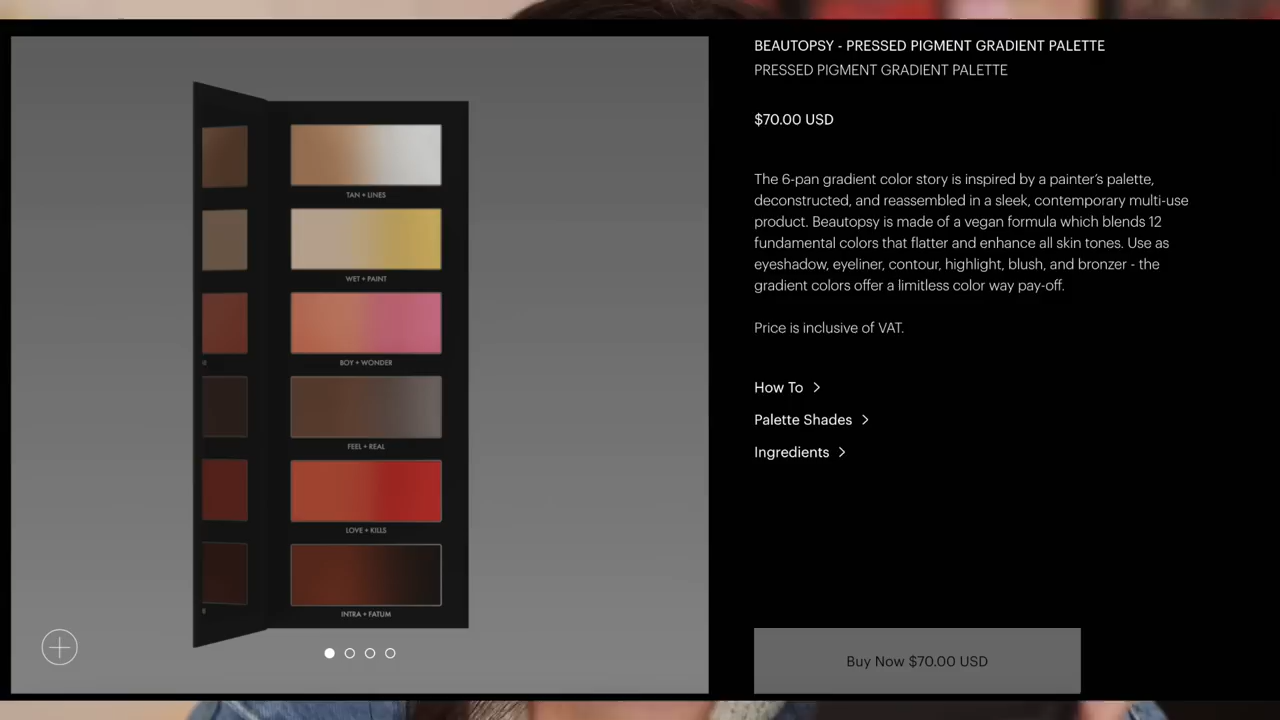 BEAUTOPSY - PRESSED PIGMENT GRADIENT PALETTE
PRESSED PIGMENT GRADIENT PALETTE
$70.00 USD
The 6-pan gradient color story is inspired by a painter's palette,
deconstructed, and reassembled in a sleek, contemporary multi-use
product. Beautopsy is made of a vegan formula which blends 12
fundamental colors that flatter and enhance all skin tones. Use as
eyeshadow, eyeliner, contour, highlight, blush, and bronzer - the
gradient colors offer a limitless color way pay-off.
Price is inclusive of VAT.
How To
Palette Shades
Ingredients
Buy Now $70.00 USD
TAN + LINES
WET + PAINT
BOY + WONDER
FEEL + REAL
LOVE + KILLS
INTRA + FATUM